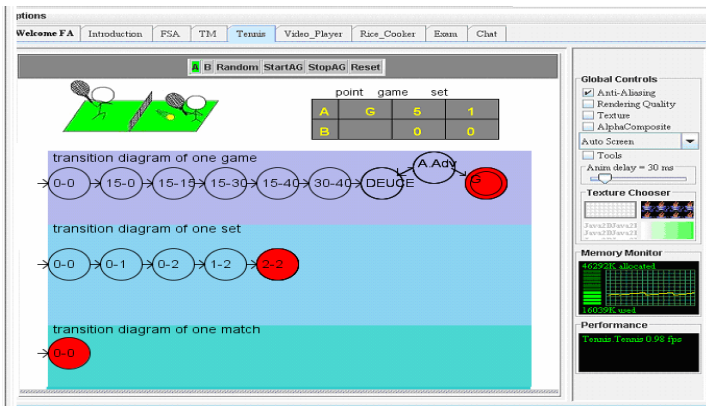 ptions
Welcome FA Introduction FSA TM Tennis Video_Player Rice_Cooker Exam Chat
A B Random StartAG StopAG Reset
point game set
A G 5 1
B 0 0
transition diagram of one game
0-0 15-0 15-15 15-30 15-40 30-40 DEUCE A.Adv G
transition diagram of one set
0-0 0-1 0-2 1-2 2-2
transition diagram of one match
0-0
Global Controls
Anti-Aliasing
Rendering Quality
Texture
AlphaComposite
Auto Screen
Tools
Anim delay = 30 ms
Texture Chooser
Java2DJava2I
Memory Monitor
46292K allocated
16039K used
Performance
Tennis.Tennis 0.98 fps